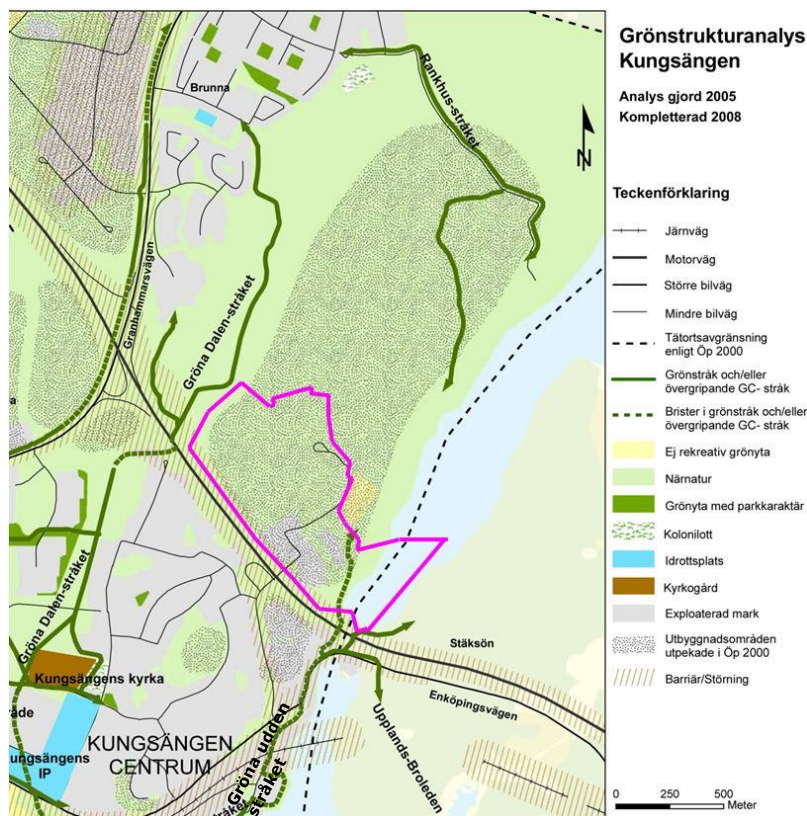 Grönstrukturanalys
Kungsängen
Analys gjord 2005
Kompletterad 2008
N
Teckenförklaring
Järnväg
Motorväg
Större bilväg
Mindre bilväg
Tätortsavgränsning
enligt Öp 2000
Grönstråk och/eller
övergripande GC- stråk
Brister i grönstråk och/eller
övergripande GC- stråk
Ej rekreativ grönyta
Närnatur
Grönyta med parkkaraktär
Kolonilott
Idrottsplats
Kyrkogård
Exploaterad mark
Utbyggnadsområden
utpekade i Öp 2000
Barriär/Störning
0 250 500
Meter
Brunna
Rankhus-stråket
Granhammarsvägen
Gröna Dalen-stråket
a
Gröna Dalen-stråket
Kungsängens kyrka
råde
ungsängens
IP
KUNGSÄNGEN
CENTRUM
Gröna udden
stråket
stråket
Stäksön
Enköpingsvägen
Upplands-Broleden